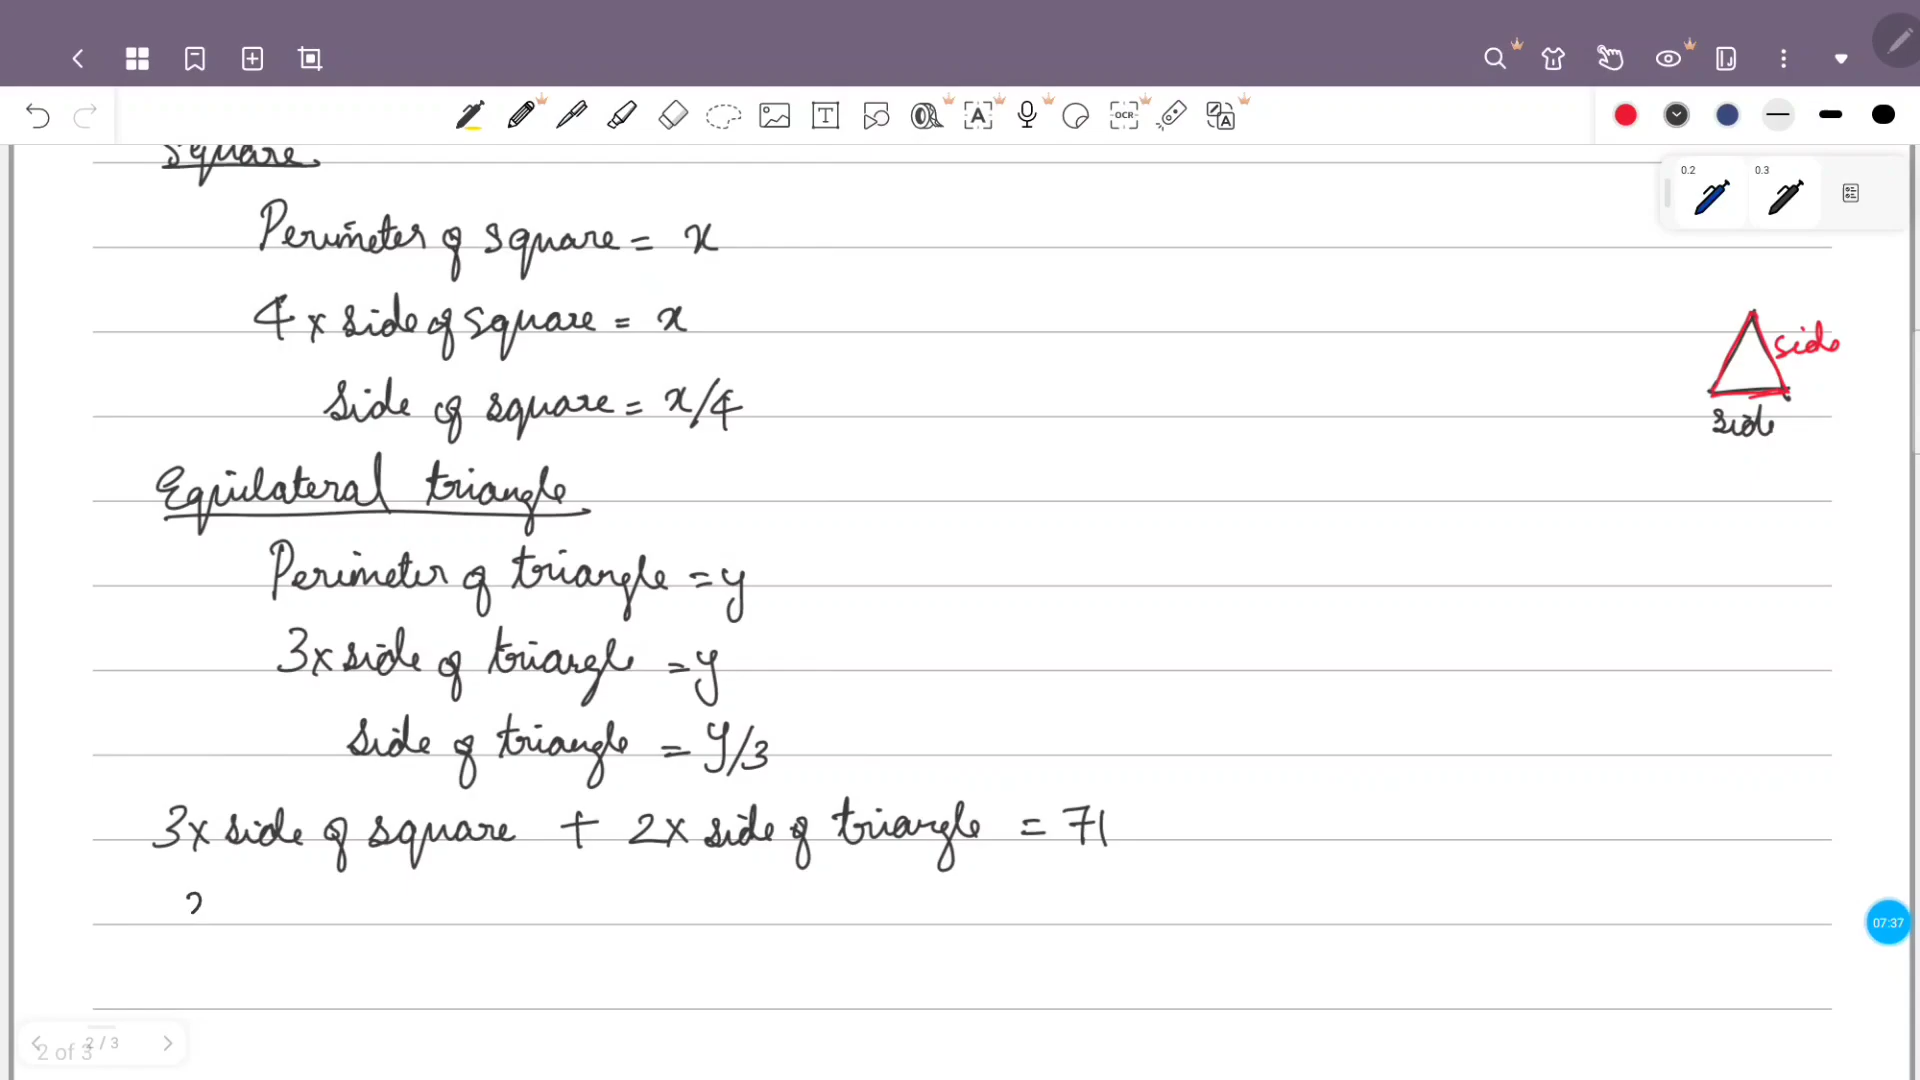 0.2
0.3
Square
Perimeter of square = x
4 x side of square = x
side of square = x/4
side
side
Equilateral triangle
Perimeter of triangle = y
3x side of triangle = y
side of triangle = y/3
3x side of square + 2x side of triangle = 71
2
07:37
2 / 3
2 of 3
OCR
T
A
A